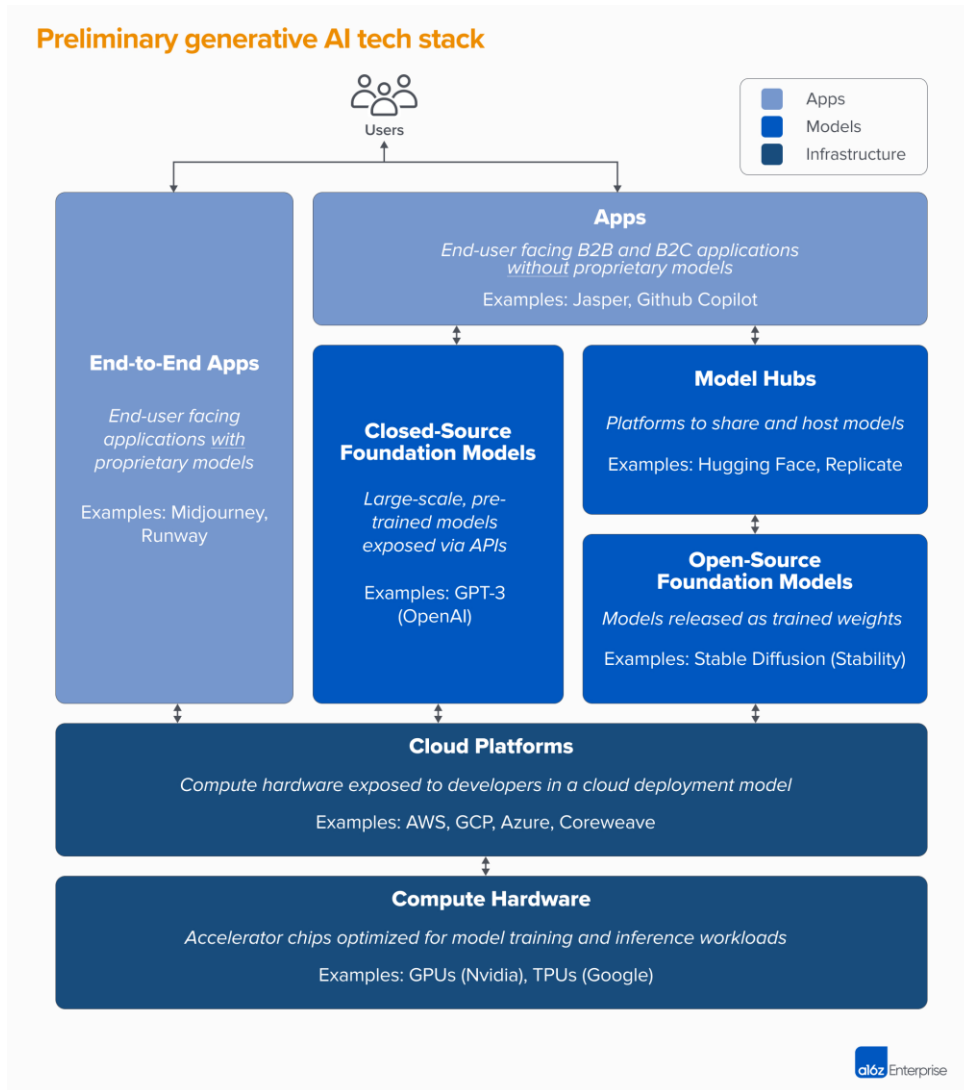 Preliminary generative AI tech stack
Users
Apps
Models
Infrastructure
End-to-End Apps
End-user facing
applications with
proprietary models
Examples: Midjourney,
Runway
Apps
End-user facing B2B and B2C applications
without proprietary models
Examples: Jasper, Github Copilot
Closed-Source
Foundation Models
Large-scale, pre-
trained models
exposed via APIs
Examples: GPT-3
(OpenAI)
Model Hubs
Platforms to share and host models
Examples: Hugging Face, Replicate
Open-Source
Foundation Models
Models released as trained weights
Examples: Stable Diffusion (Stability)
Cloud Platforms
Compute hardware exposed to developers in a cloud deployment model
Examples: AWS, GCP, Azure, Coreweave
Compute Hardware
Accelerator chips optimized for model training and inference workloads
Examples: GPUs (Nvidia), TPUs (Google)
a16z Enterprise